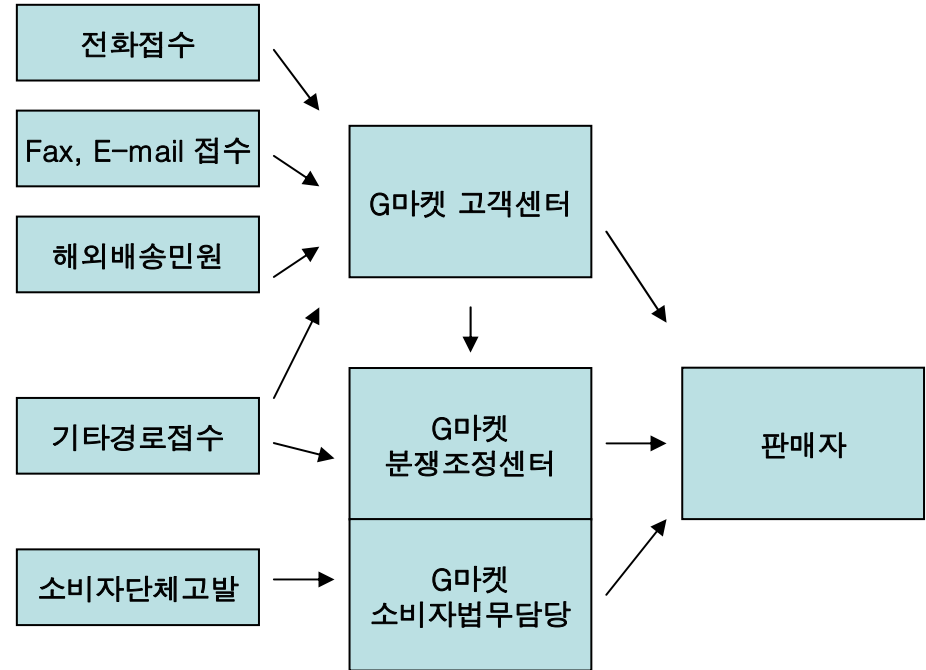 전화접수
Fax, E-mail 접수
해외배송민원
기타경로접수
소비자단체고발
G마켓 고객센터
G마켓
분쟁조정센터
G마켓
소비자법무담당
판매자